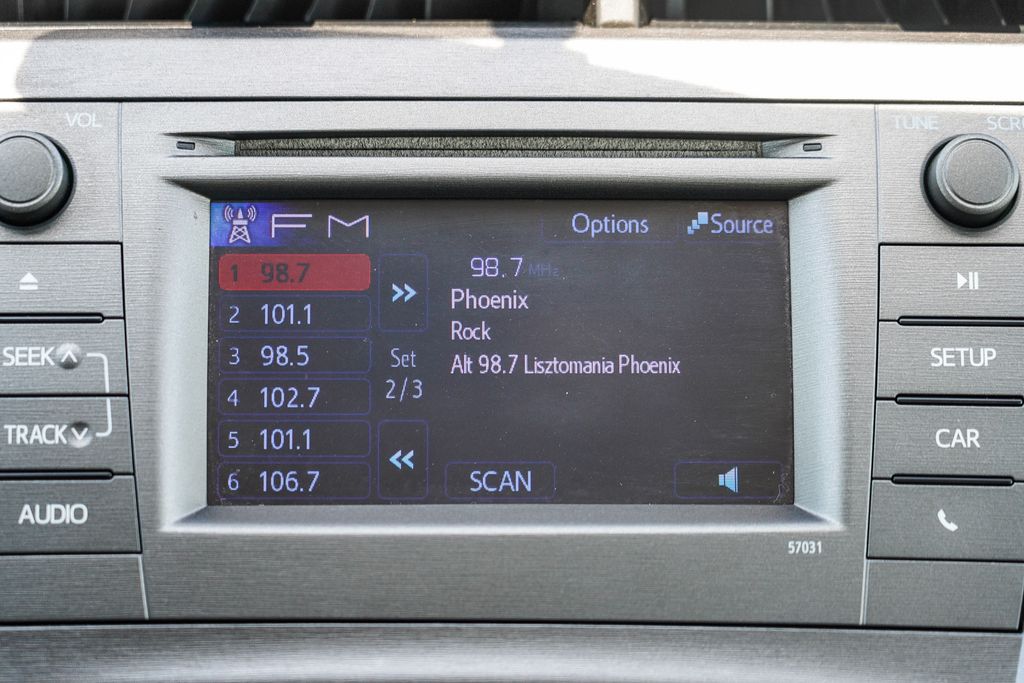 VOL
TUNE
FM
Options
Source
1 98.7
98.7 MHz
2 101.1
Phoenix
Rock
3 98.5
Alt 98.7 Lisztomania Phoenix
Set
2/3
4 102.7
5 101.1
6 106.7
SCAN
SEEK
TRACK
AUDIO
SETUP
CAR
57031